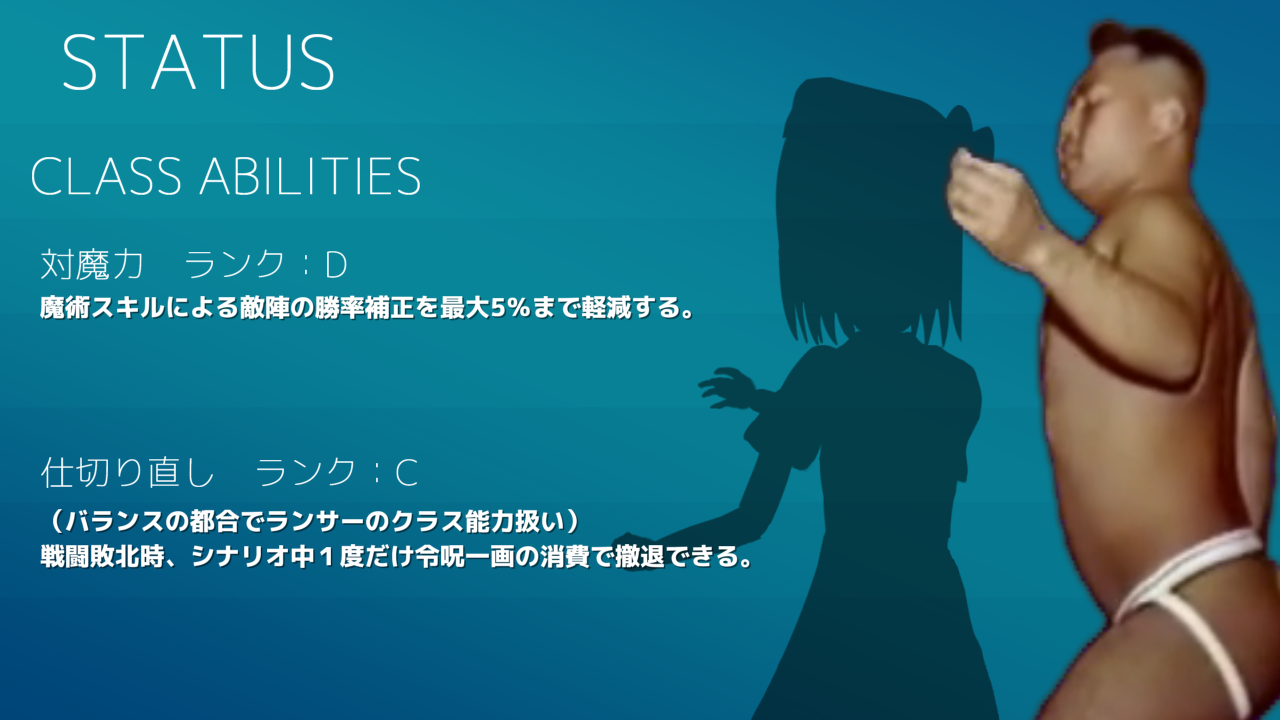 STATUS
CLASS ABILITIES
対魔力　ランク：D
魔術スキルによる敵陣の勝率補正を最大5%まで軽減する。
仕切り直し　ランク：C
（バランスの都合でランサーのクラス能力扱い）
戦闘敗北時、シナリオ中１度だけ令呪一画の消費で撤退できる。